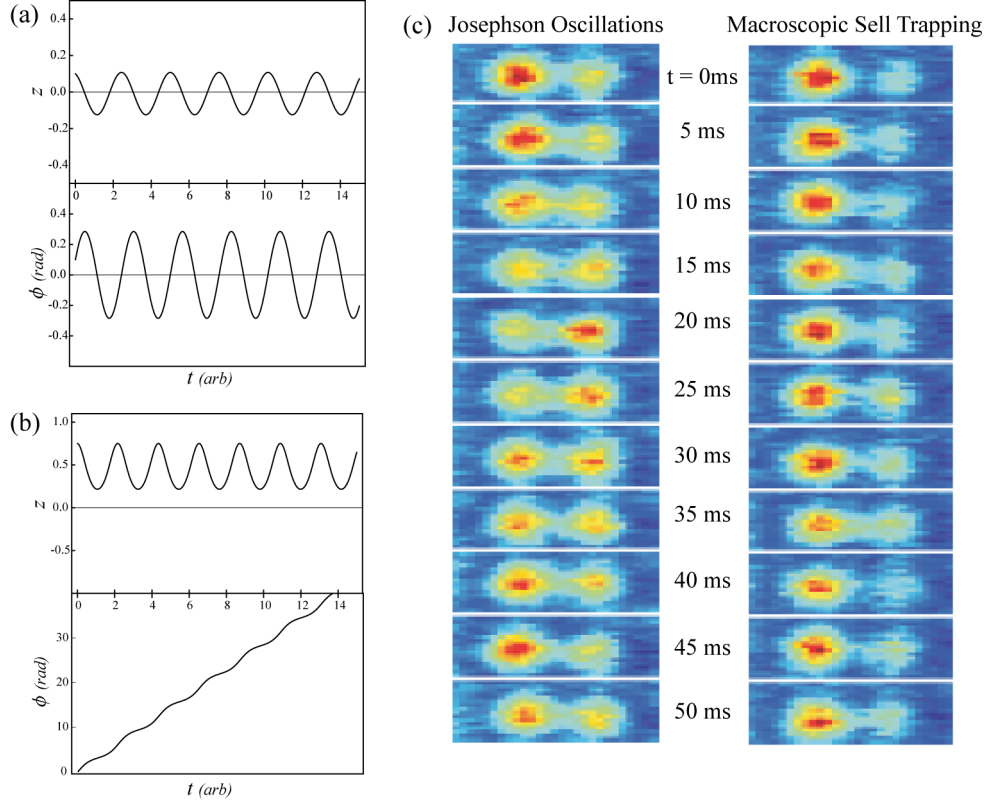 (a)
0.4
0.2
0.0
-0.2
-0.4
z
0 2 4 6 8 10 12 14
0.4
0.2
0.0
-0.2
-0.4
ϕ (rad)
t (arb)
(b)
1.0
0.5
0.0
-0.5
z
0 2 4 6 8 10 12 14
30
20
10
0
ϕ (rad)
t (arb)
(c)
Josephson Oscillations
Macroscopic Sell Trapping
t = 0ms
5 ms
10 ms
15 ms
20 ms
25 ms
30 ms
35 ms
40 ms
45 ms
50 ms